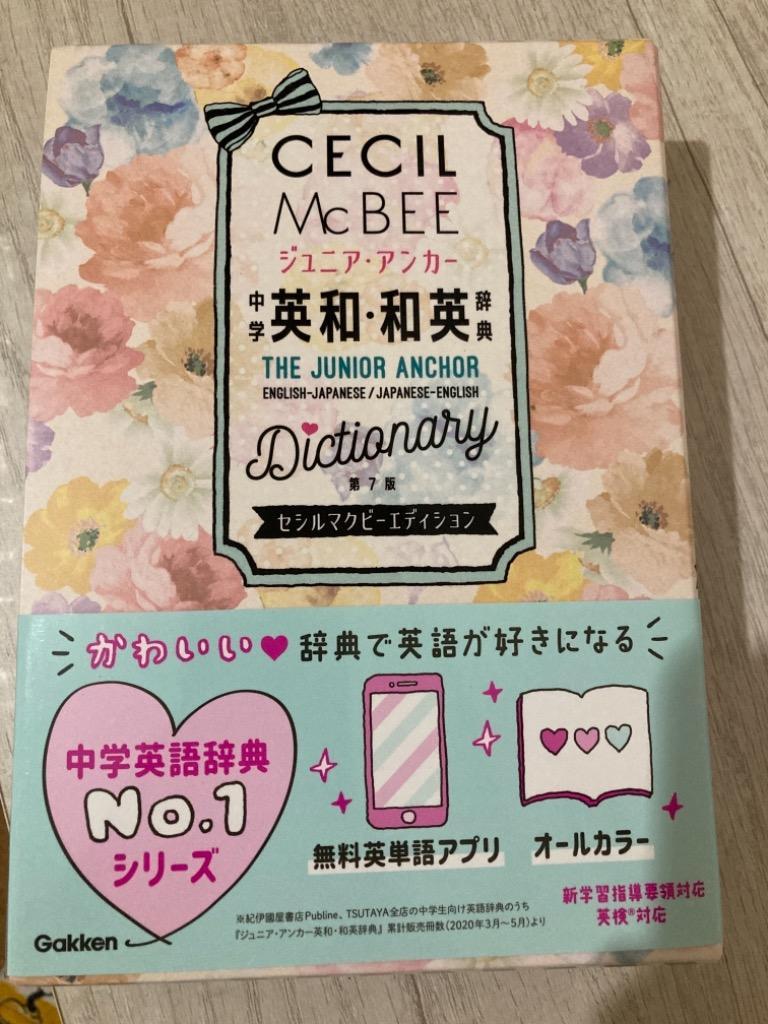 CECIL
McBEE
ジュニア・アンカー
中学 英和・和英 辞典
THE JUNIOR ANCHOR
ENGLISH-JAPANESE / JAPANESE-ENGLISH
Dictionary
第7版
セシルマクビーエディション
かわいい♥辞典で英語が好きになる
中学英語辞典
No.1
シリーズ
無料英単語アプリ
オールカラー
新学習指導要領対応
英検®対応
※紀伊國屋書店Publine、TSUTAYA全店の中学生向け英語辞典のうち
『ジュニア・アンカー英和・和英辞典』累計販売冊数（2020年3月～5月）より
Gakken